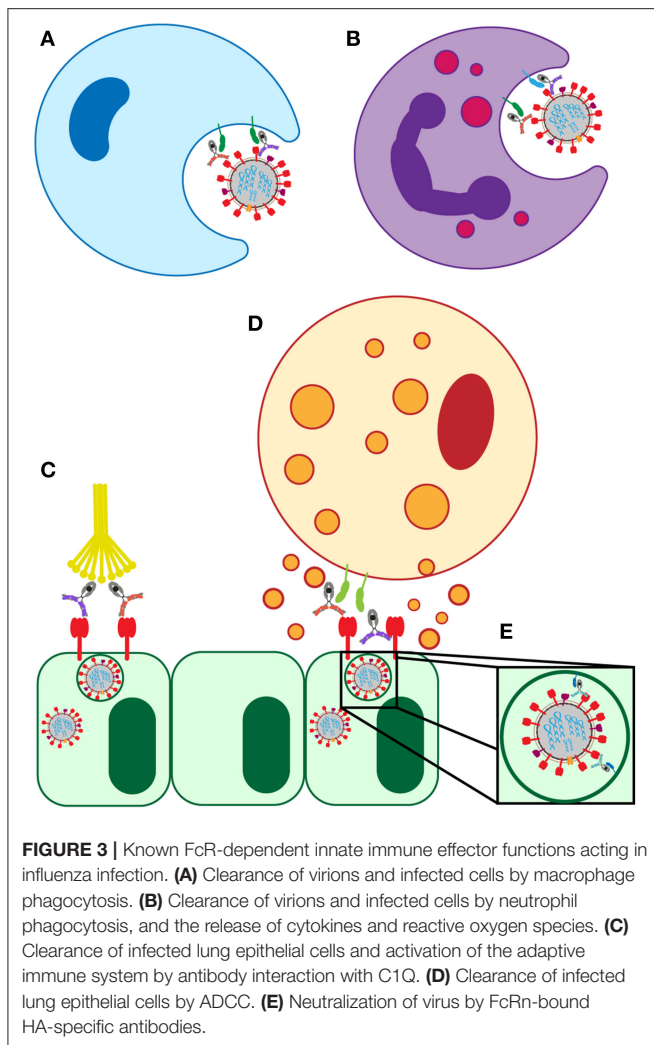 A
B
D
C
E
FIGURE 3 | Known FcR-dependent innate immune effector functions acting in
influenza infection. (A) Clearance of virions and infected cells by macrophage
phagocytosis. (B) Clearance of virions and infected cells by neutrophil
phagocytosis, and the release of cytokines and reactive oxygen species. (C)
Clearance of infected lung epithelial cells and activation of the adaptive
immune system by antibody interaction with C1Q. (D) Clearance of infected
lung epithelial cells by ADCC. (E) Neutralization of virus by FcRn-bound
HA-specific antibodies.